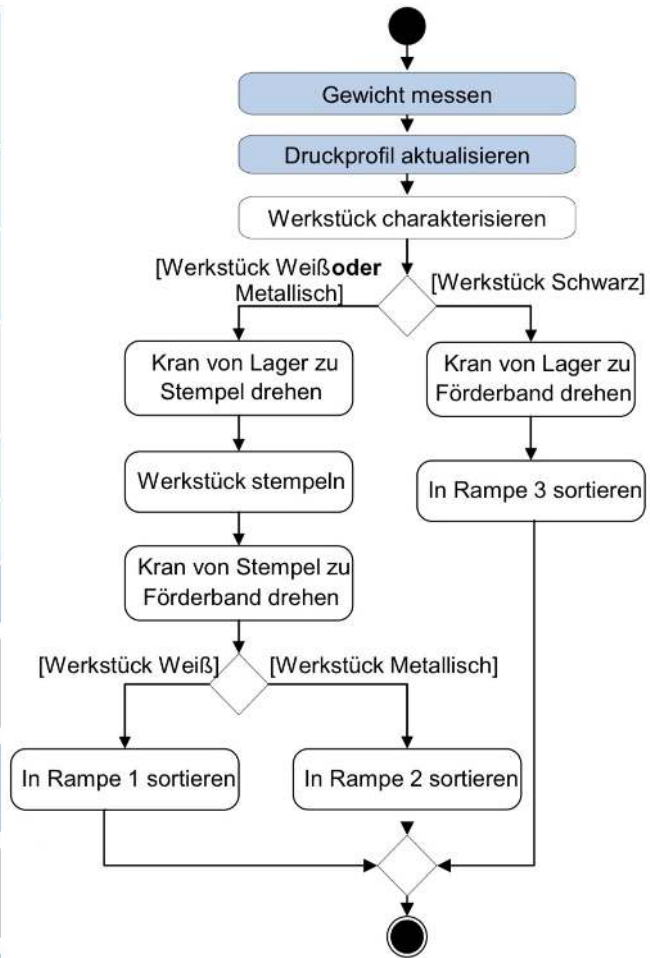 Gewicht messen
Druckprofil aktualisieren
Werkstück charakterisieren
[Werkstück Weißoder
Metallisch]
[Werkstück Schwarz]
Kran von Lager zu
Stempel drehen
Kran von Lager zu
Förderband drehen
Werkstück stempeln
In Rampe 3 sortieren
Kran von Stempel zu
Förderband drehen
[Werkstück Weiß]
[Werkstück Metallisch]
In Rampe 1 sortieren
In Rampe 2 sortieren